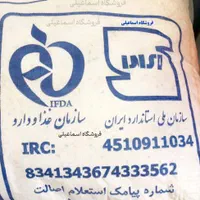 فروشگاه اسماعیلی
IFDA
سازمان غذا و دارو
سازمان ملی استاندارد ایران
فروشگاه اسماعیلی
IRC: 4510911034
8341343674333562
شماره پیامک استعلام اصالت